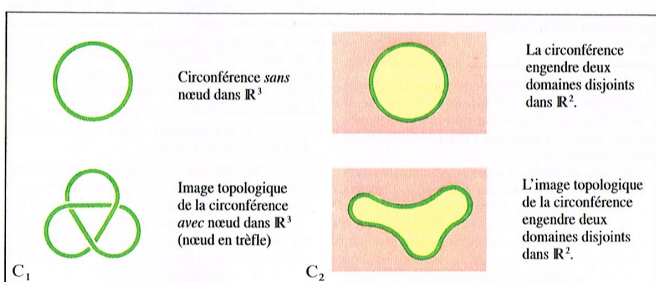 Circonférence sans
nœud dans ℝ³
La circonférence
engendre deux
domaines disjoints
dans ℝ².
Image topologique
de la circonférence
avec nœud dans ℝ³
(nœud en trèfle)
L'image topologique
de la circonférence
engendre deux
domaines disjoints
dans ℝ².
C₁
C₂